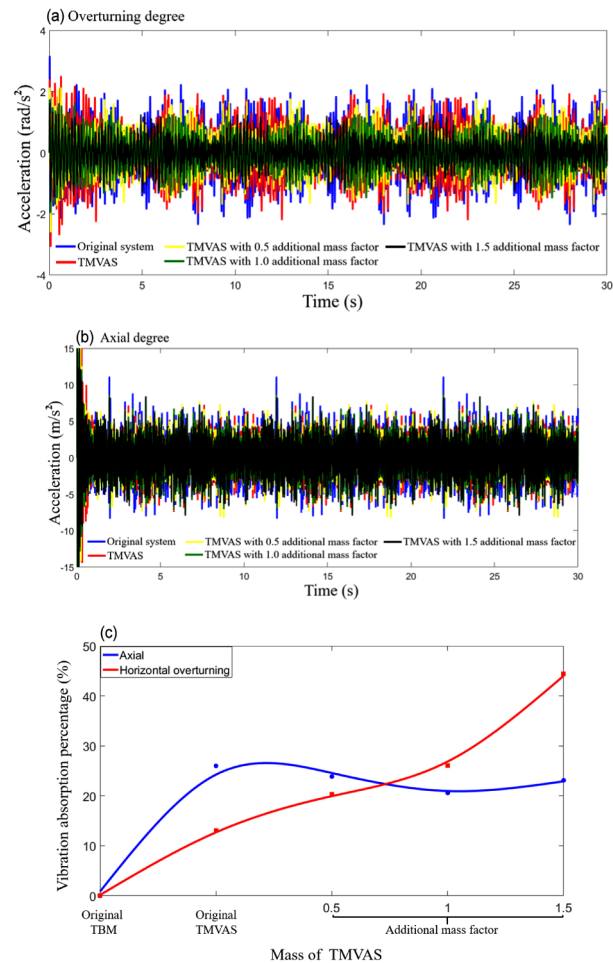 (a) Overturning degree
4
2
0
-2
-4
Acceleration (rad/s²)
Original system
TMVAS with 0.5 additional mass factor
TMVAS with 1.5 additional mass factor
TMVAS
TMVAS with 1.0 additional mass factor
0 5 10 15 20 25 30
Time (s)
(b) Axial degree
15
10
5
0
-5
-10
-15
Acceleration (m/s²)
Original system
TMVAS with 0.5 additional mass factor
TMVAS with 1.5 additional mass factor
TMVAS
TMVAS with 1.0 additional mass factor
0 5 10 15 20 25 30
Time (s)
(c)
50
40
30
20
10
0
Vibration absorption percentage (%)
Axial
Horizontal overturning
Original
TBM
Original
TMVAS
0.5 1 1.5
Additional mass factor
Mass of TMVAS